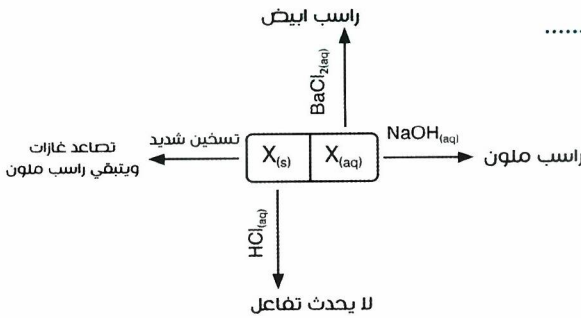 راسب ابيض
..........
BaCl₂(aq)
تسخين شديد
تصاعد غازات
ويتبقي راسب ملون
X(s)
X(aq)
NaOH(aq)
راسب ملون
HCl(aq)
لا يحدث تفاعل